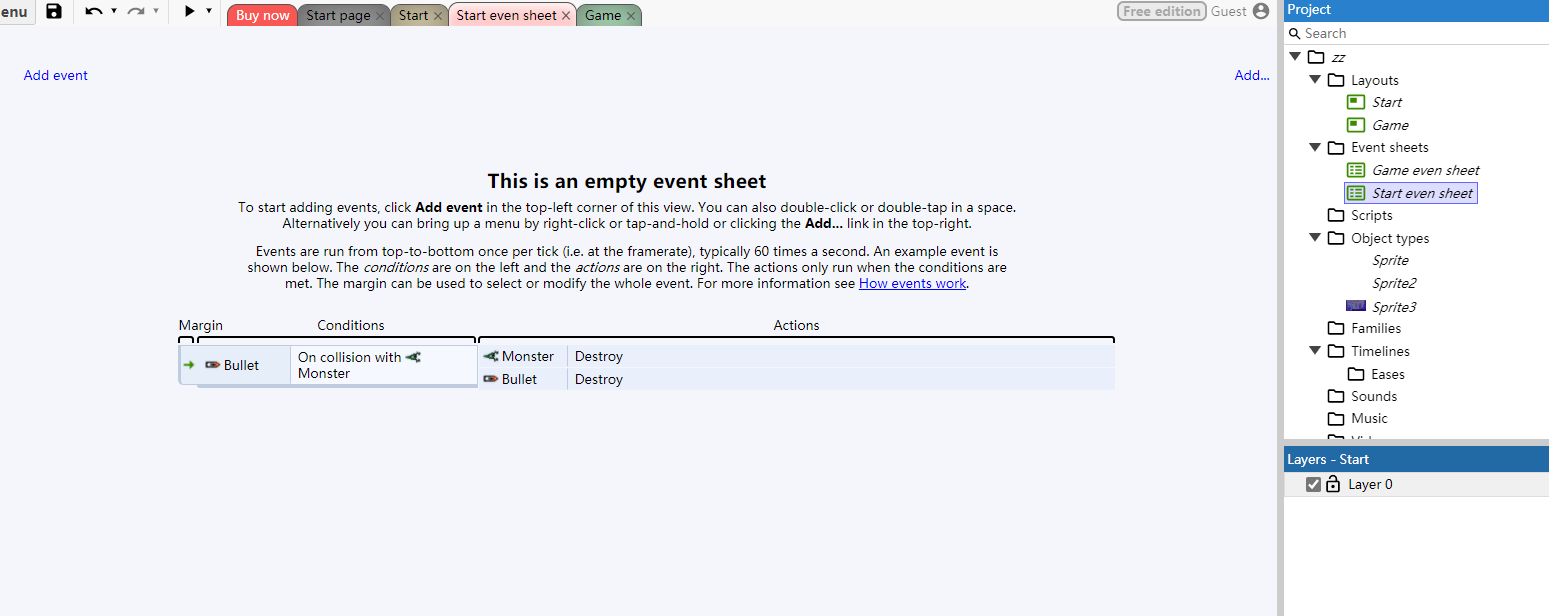 enu
Buy now
Start page
Start
Start even sheet
Game
Free edition
Guest
Add event
Add...
This is an empty event sheet
To start adding events, click Add event in the top-left corner of this view. You can also double-click or double-tap in a space.
Alternatively you can bring up a menu by right-click or tap-and-hold or clicking the Add... link in the top-right.
Events are run from top-to-bottom once per tick (i.e. at the framerate), typically 60 times a second. An example event is
shown below. The conditions are on the left and the actions are on the right. The actions only run when the conditions are
met. The margin can be used to select or modify the whole event. For more information see How events work.
Margin
Conditions
Actions
Bullet
On collision with
Monster
Monster
Destroy
Bullet
Destroy
Project
Search
zz
Layouts
Start
Game
Event sheets
Game even sheet
Start even sheet
Scripts
Object types
Sprite
Sprite2
Sprite3
Families
Timelines
Eases
Sounds
Music
Layers - Start
Layer 0